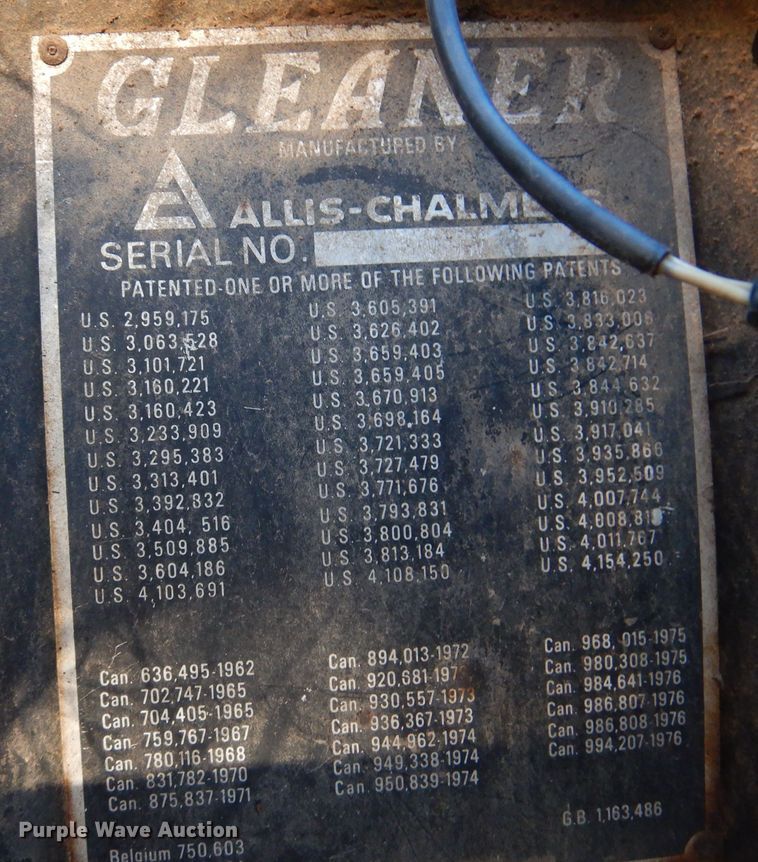 GLEANER
MANUFACTURED BY
ALLIS-CHALMERS
SERIAL NO.
PATENTED-ONE OR MORE OF THE FOLLOWING PATENTS
U.S. 2,959,175
U.S. 3,063,528
U.S. 3,101,721
U.S. 3,160,221
U.S. 3,160,423
U.S. 3,233,909
U.S. 3,295,383
U.S. 3,313,401
U.S. 3,392,832
U.S. 3,404, 516
U.S. 3,509,885
U.S. 3,604,186
U.S. 4,103,691
U.S. 3,605,391
U.S. 3,626,402
U.S. 3,659,403
U.S. 3,659,405
U.S. 3,670,913
U.S. 3,698,164
U.S. 3,721,333
U.S. 3,727,479
U.S. 3,771,676
U.S. 3,793,831
U.S. 3,800,804
U.S. 3,813,184
U.S. 4,108,150
U.S. 3,816,023
U.S. 3,833,006
U.S. 3,842,637
U.S. 3,842,714
U.S. 3,844,632
U.S. 3,910,285
U.S. 3,917,041
U.S. 3,935,866
U.S. 3,952,509
U.S. 4,007,744
U.S.
U.S. 4,011,767
U.S. 4,154,250
Can. 636,495-1962
Can. 702,747-1965
Can. 704,405-1965
Can. 759,767-1967
Can. 780,116-1968
Can. 831,782-1970
Can. 875,837-1971
Can. 894,013-1972
Can. 920,681-197
Can. 930,557-1973
Can. 936,367-1973
Can. 944,962-1974
Can. 949,338-1974
Can. 950,839-1974
Can. 968, 015-1975
Can. 980,308-1975
Can. 984,641-1976
Can. 986,807-1976
Can. 986,808-1976
Can. 994,207-1976
G.B. 1,163,486
Belgium 750,603
Purple Wave Auction